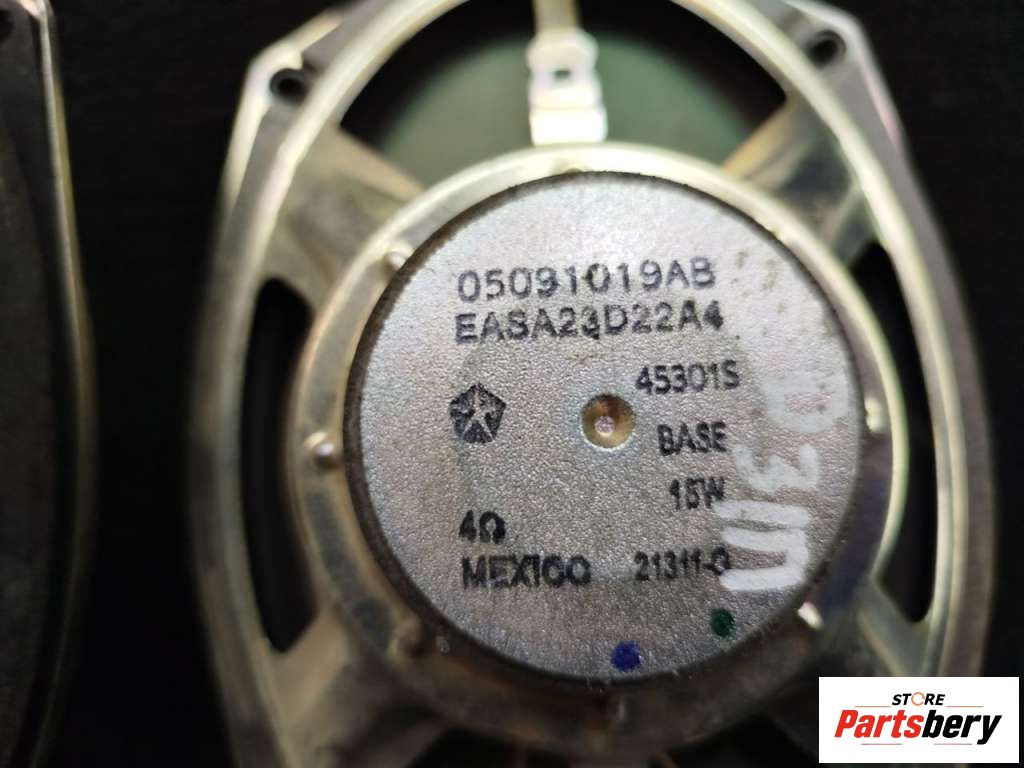 05091019AB
EASA23D22A4
45301S
BASE
15W
4Ω
MEXICO 21311-O
STORE
Partsbery